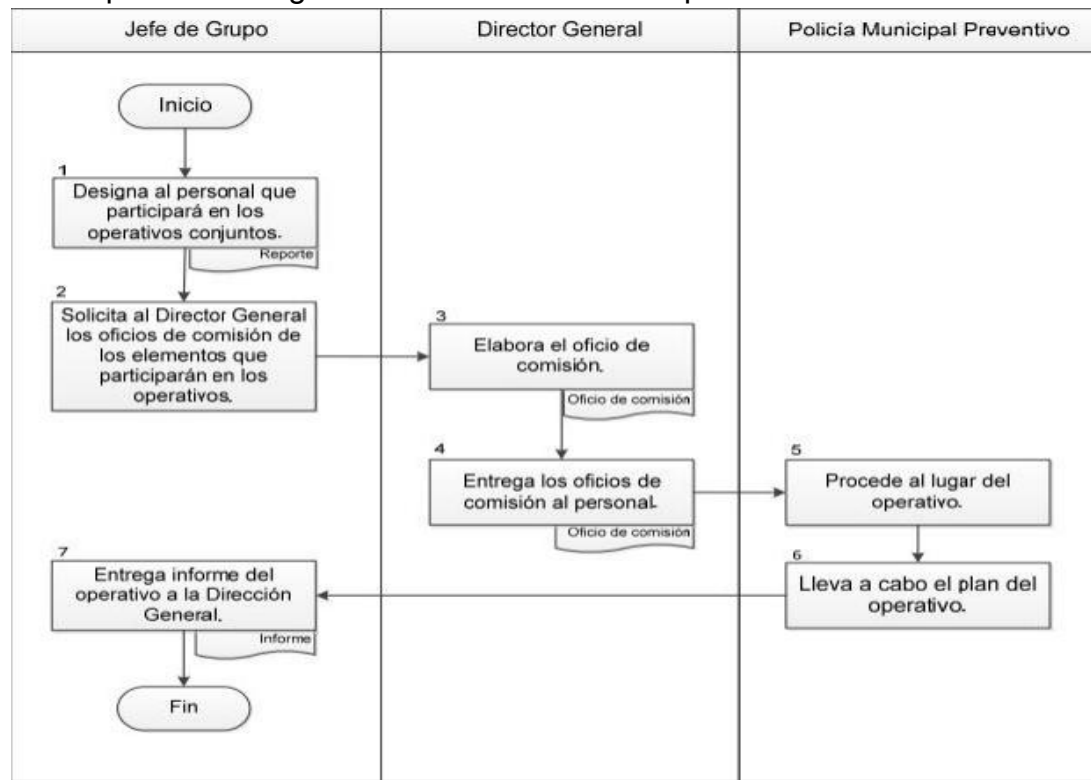 Jefe de Grupo
Director General
Policía Municipal Preventivo
Inicio
1
Designa al personal que
participará en los
operativos conjuntos.
Reporte
2
Solicita al Director General
los oficios de comisión de
los elementos que
participarán en los
operativos.
3
Elabora el oficio de
comisión.
Oficio de comisión
4
Entrega los oficios de
comisión al personal.
Oficio de comisión
5
Procede al lugar del
operativo.
6
Lleva a cabo el plan del
operativo.
7
Entrega informe del
operativo a la Dirección
General.
Informe
Fin